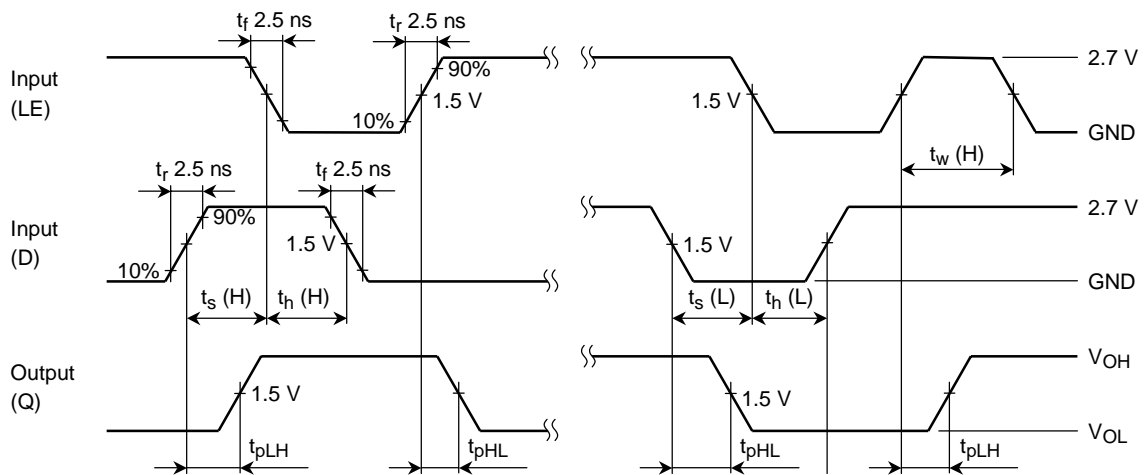 tf 2.5 ns
tr 2.5 ns
Input
(LE)
90%
1.5 V
10%
1.5 V
2.7 V
GND
tw (H)
tr 2.5 ns
tf 2.5 ns
Input
(D)
90%
1.5 V
10%
1.5 V
2.7 V
GND
ts (H)
th (H)
ts (L)
th (L)
Output
(Q)
1.5 V
1.5 V
VOH
VOL
tpLH
tpHL
tpHL
tpLH